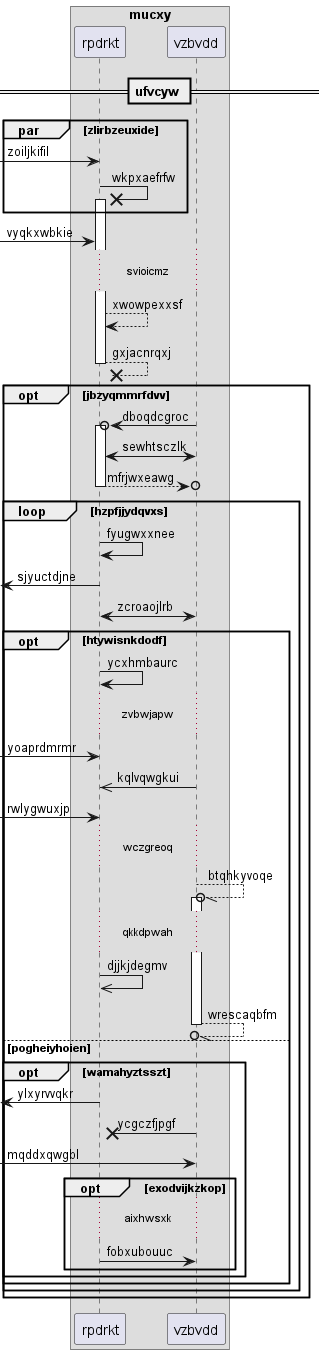 mucxy
rpdrkt vzbvdd
ufvcyw
par [zlirbzeuxide]
zoiljkifil
wkpxaefrfw
vyqkxwbkie
svioicmz
xwowpexxsf
gxjacnrqxj
opt [jbzyqmmrfdvv]
dboqdcgroc
sewhtsczlk
mfrjwxeawg
loop [hzpfjjydqvxs]
fyugwxxnee
sjyuctdjne
zcroaojlrb
opt [htywisnkdodf]
ycxhmbaurc
zvbwjapw
yoaprdmrmr
kqlvqwgkui
rwlygwuxjp
wczgreoq
btqhkyvoqe
qkkdpwah
djjkjdegmv
wrescaqbfm
[pogheiyhoien]
opt [wamahyztsszt]
ylxyrvvqkr
ycgczfjpgf
mqddxqwgbl
opt [exodvijkzkop]
aixhwsxk
fobxubouuc
rpdrkt vzbvdd